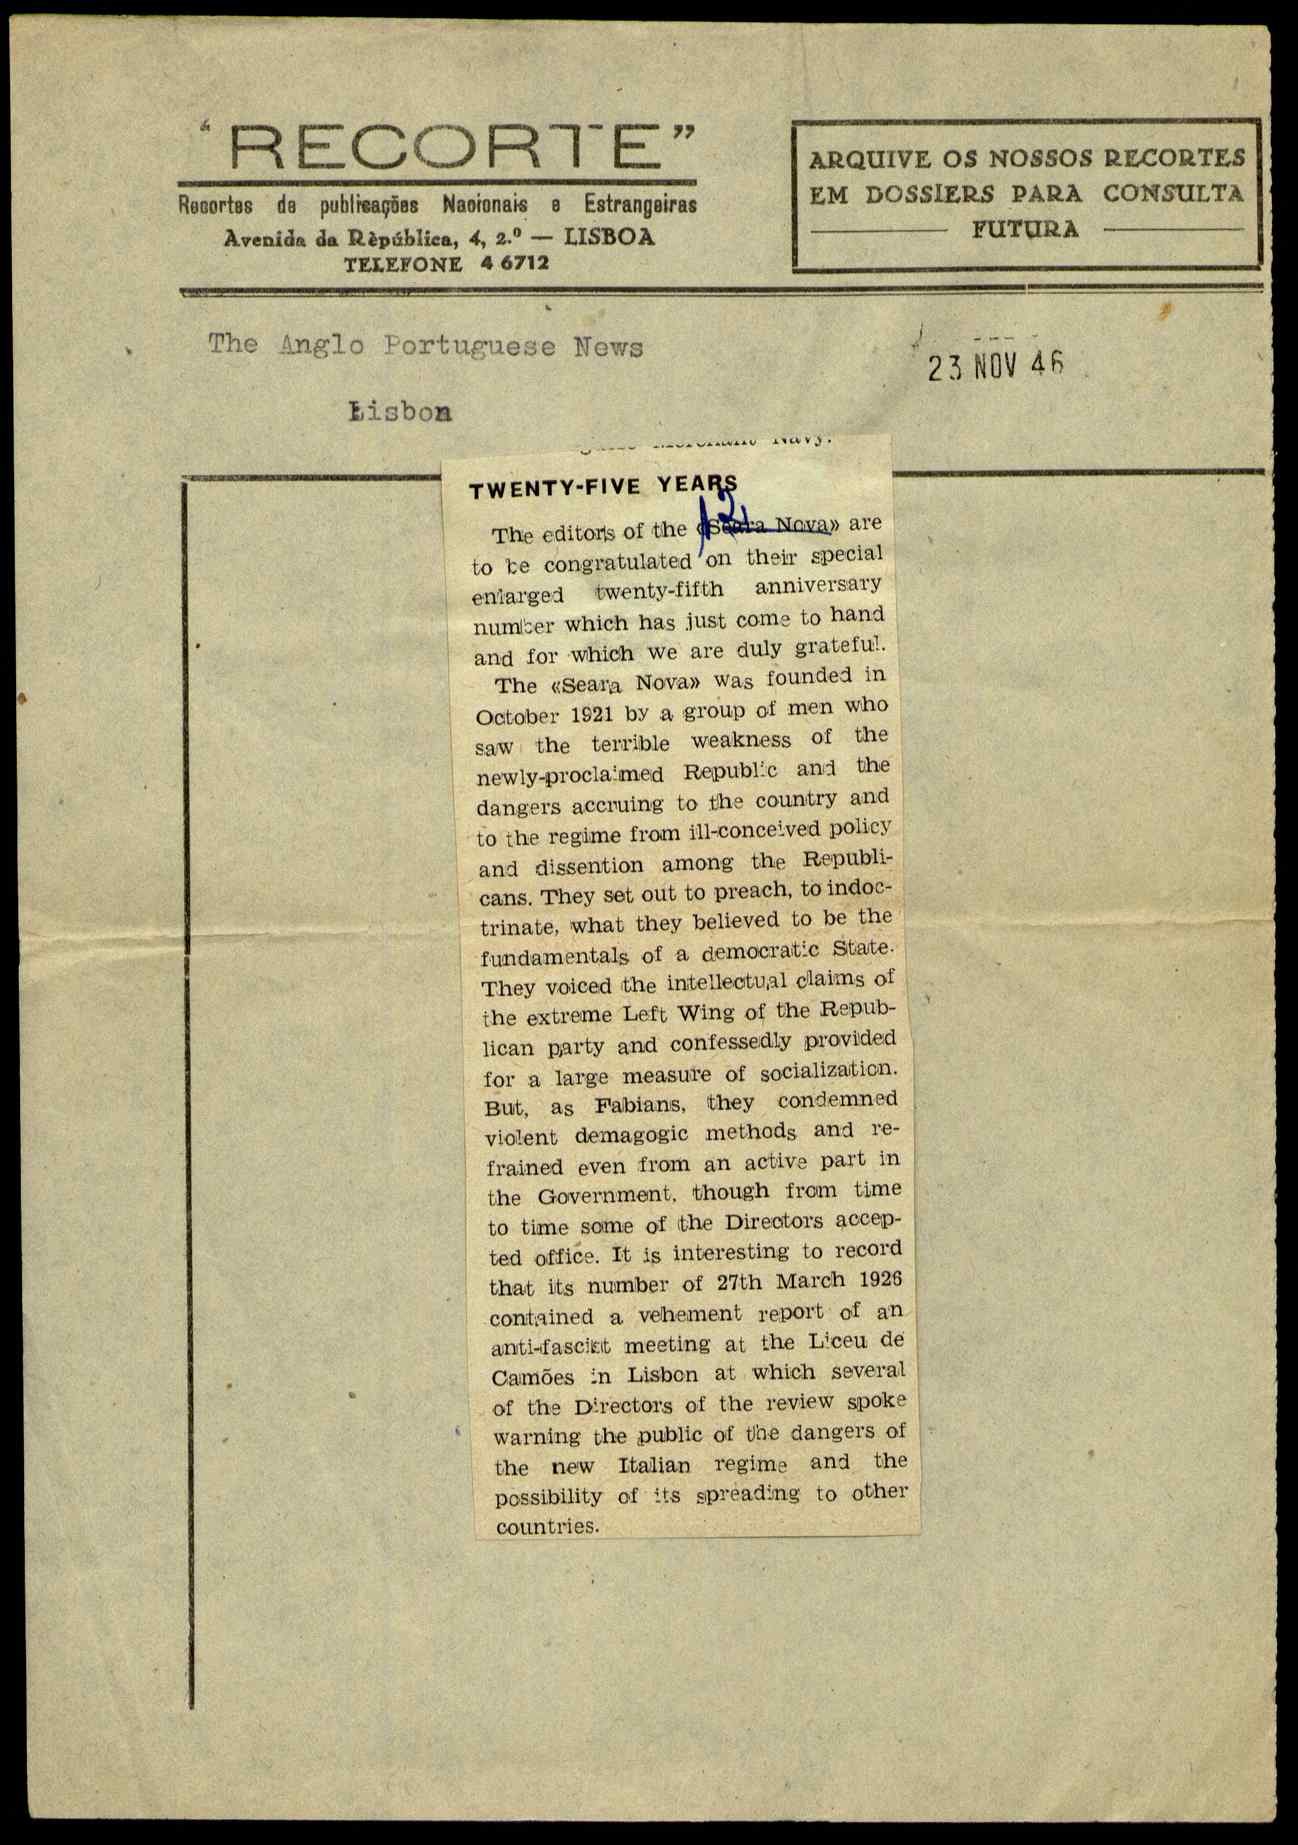 "RECORTE"
Recortes de publicações Nacionais e Estrangeiras
Avenida da Rèpública, 4, 2.º — LISBOA
TELEFONE 4 6712
ARQUIVE OS NOSSOS RECORTES
EM DOSSIERS PARA CONSULTA
FUTURA
The Anglo Portuguese News
23 NOV 46
Lisbon
Merchant Navy.
TWENTY-FIVE YEARS
12
The editors of the «Seara Nova» are
to be congratulated on their special
enlarged twenty-fifth anniversary
number which has just come to hand
and for which we are duly grateful.
The «Seara Nova» was founded in
October 1921 by a group of men who
saw the terrible weakness of the
newly-proclaimed Republic and the
dangers accruing to the country and
to the regime from ill-conceived policy
and dissention among the Republi-
cans. They set out to preach, to indoc-
trinate, what they believed to be the
fundamentals of a democratic State.
They voiced the intellectual claims of
the extreme Left Wing of the Repub-
lican party and confessedly provided
for a large measure of socialization.
But, as Fabians, they condemned
violent demagogic methods and re-
frained even from an active part in
the Government, though from time
to time some of the Directors accep-
ted office. It is interesting to record
that its number of 27th March 1926
contained a vehement report of an
anti-fascist meeting at the Liceu de
Camões in Lisbon at which several
of the Directors of the review spoke
warning the public of the dangers of
the new Italian regime and the
possibility of its spreading to other
countries.